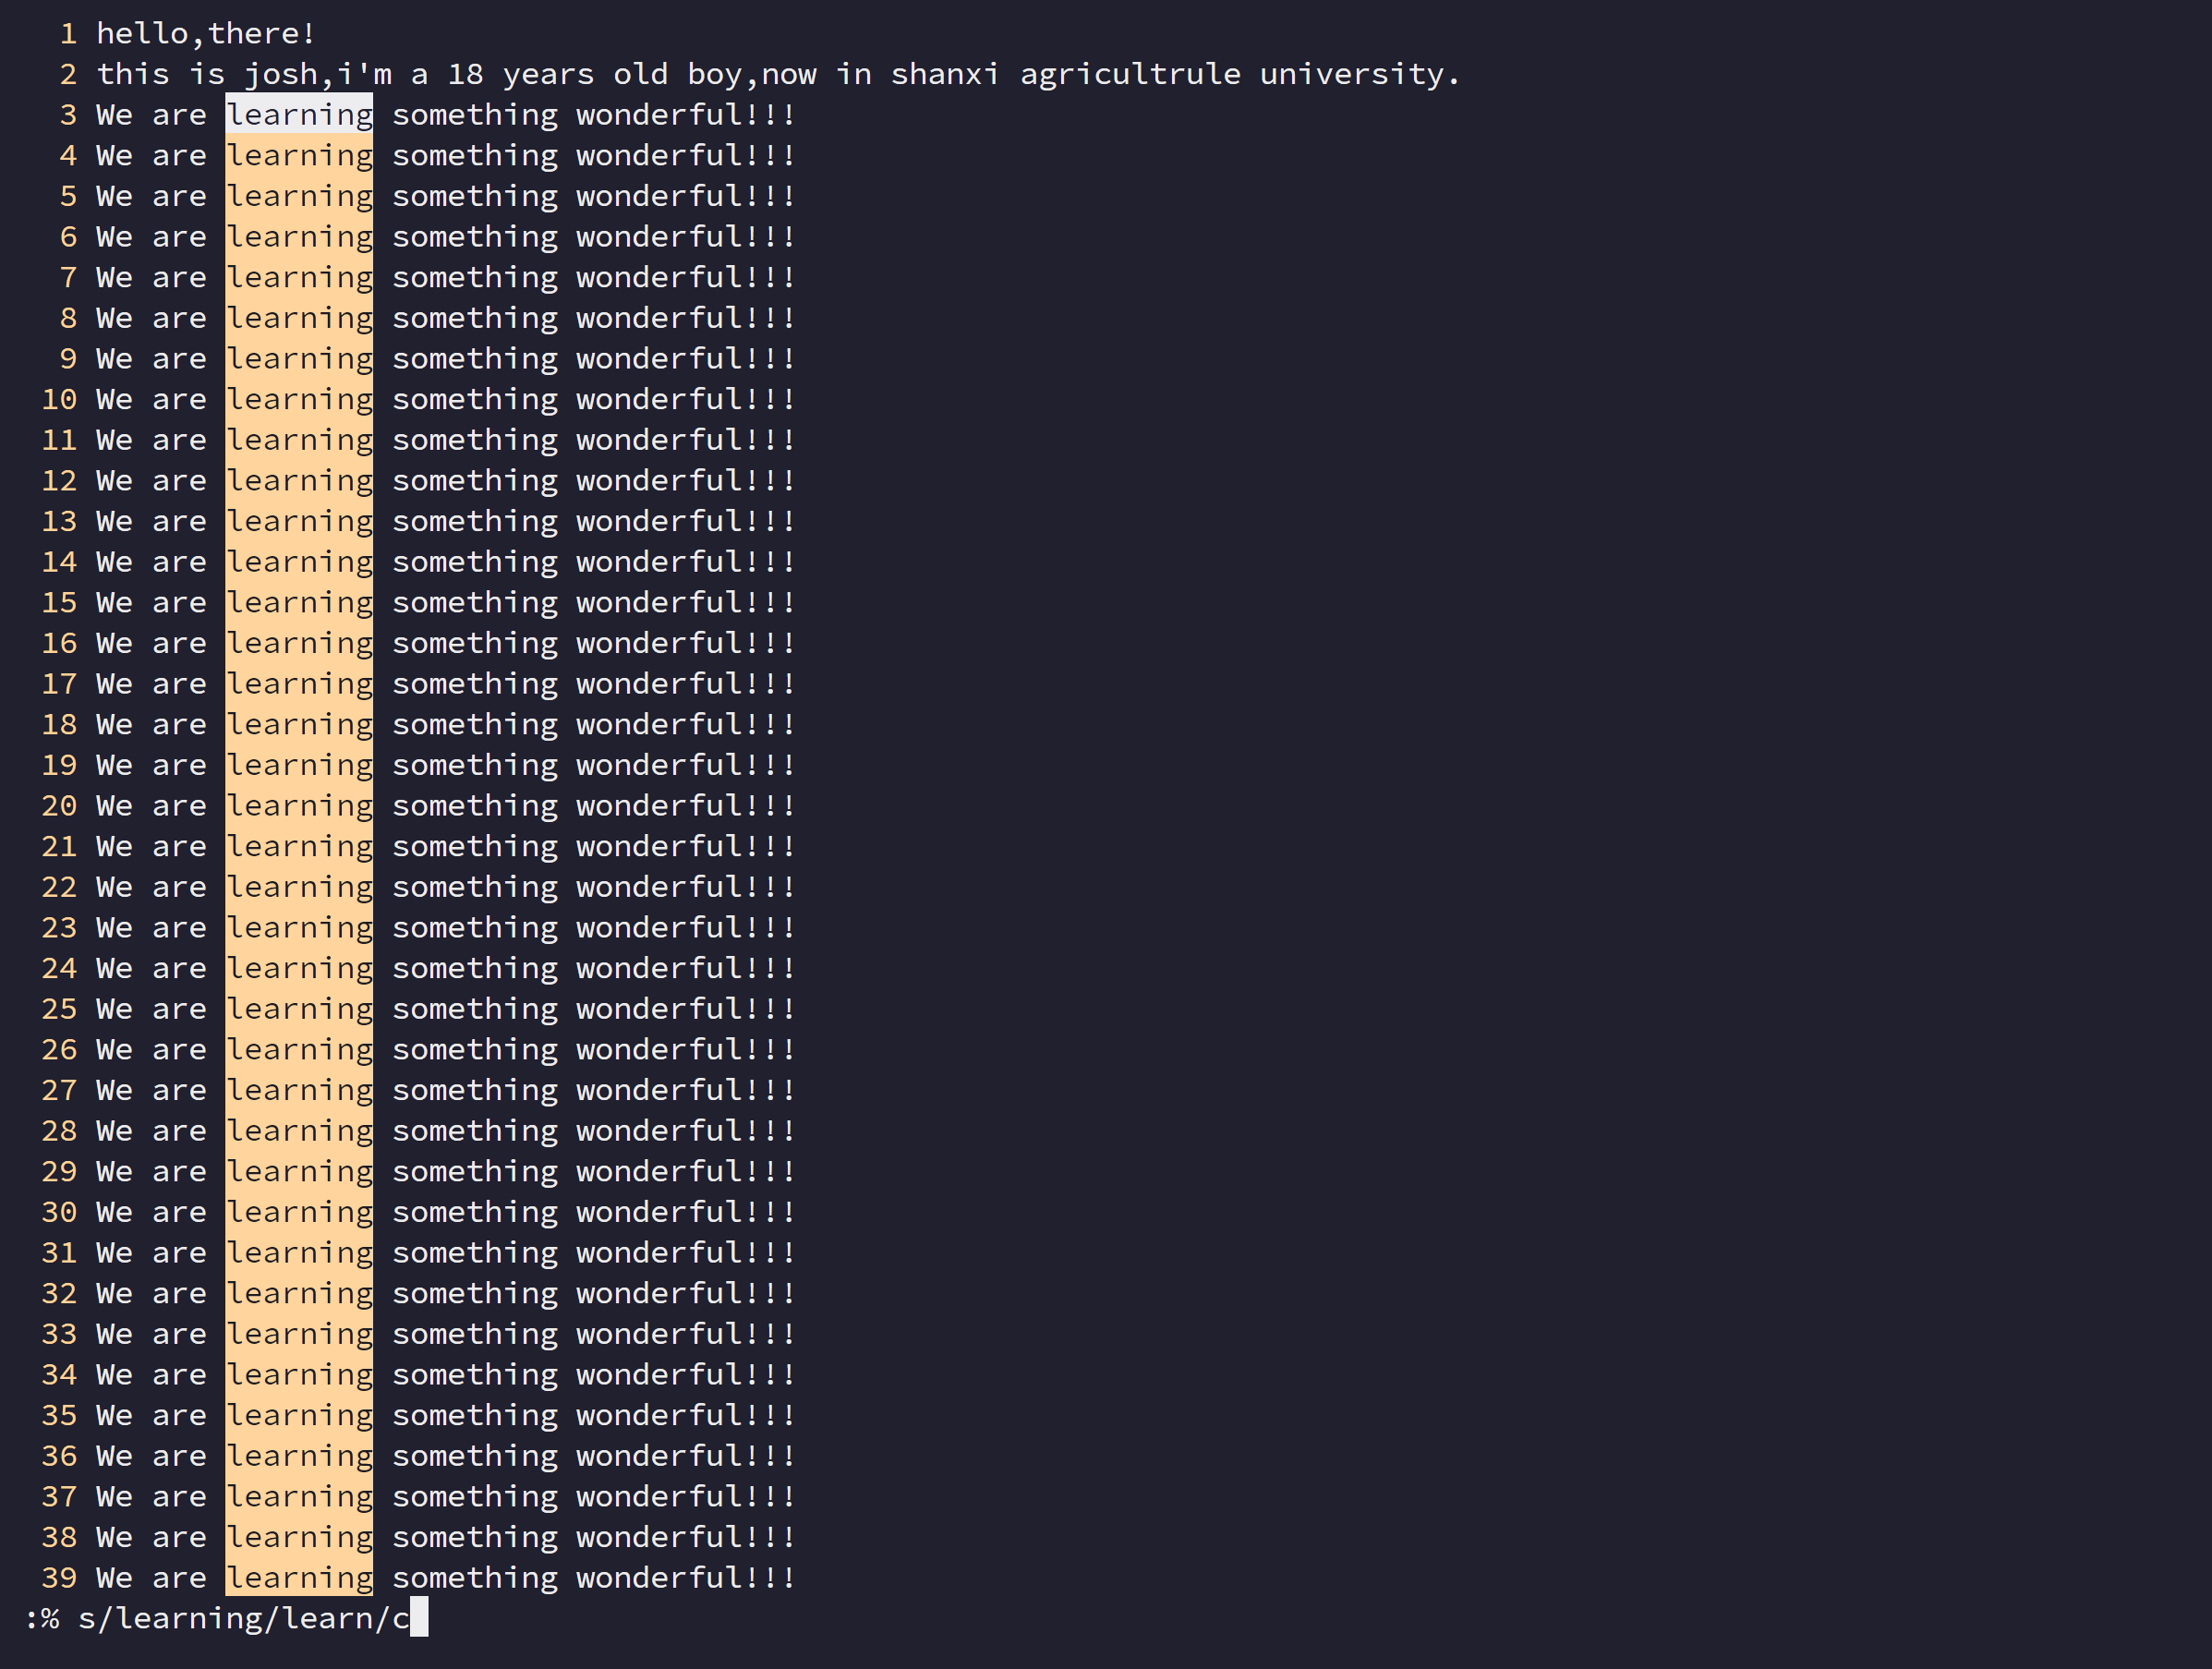 1 hello,there!
2 this is josh,i'm a 18 years old boy,now in shanxi agricultrule university.
3 We are learning something wonderful!!!
4 We are learning something wonderful!!!
5 We are learning something wonderful!!!
6 We are learning something wonderful!!!
7 We are learning something wonderful!!!
8 We are learning something wonderful!!!
9 We are learning something wonderful!!!
10 We are learning something wonderful!!!
11 We are learning something wonderful!!!
12 We are learning something wonderful!!!
13 We are learning something wonderful!!!
14 We are learning something wonderful!!!
15 We are learning something wonderful!!!
16 We are learning something wonderful!!!
17 We are learning something wonderful!!!
18 We are learning something wonderful!!!
19 We are learning something wonderful!!!
20 We are learning something wonderful!!!
21 We are learning something wonderful!!!
22 We are learning something wonderful!!!
23 We are learning something wonderful!!!
24 We are learning something wonderful!!!
25 We are learning something wonderful!!!
26 We are learning something wonderful!!!
27 We are learning something wonderful!!!
28 We are learning something wonderful!!!
29 We are learning something wonderful!!!
30 We are learning something wonderful!!!
31 We are learning something wonderful!!!
32 We are learning something wonderful!!!
33 We are learning something wonderful!!!
34 We are learning something wonderful!!!
35 We are learning something wonderful!!!
36 We are learning something wonderful!!!
37 We are learning something wonderful!!!
38 We are learning something wonderful!!!
39 We are learning something wonderful!!!
:% s/learning/learn/c